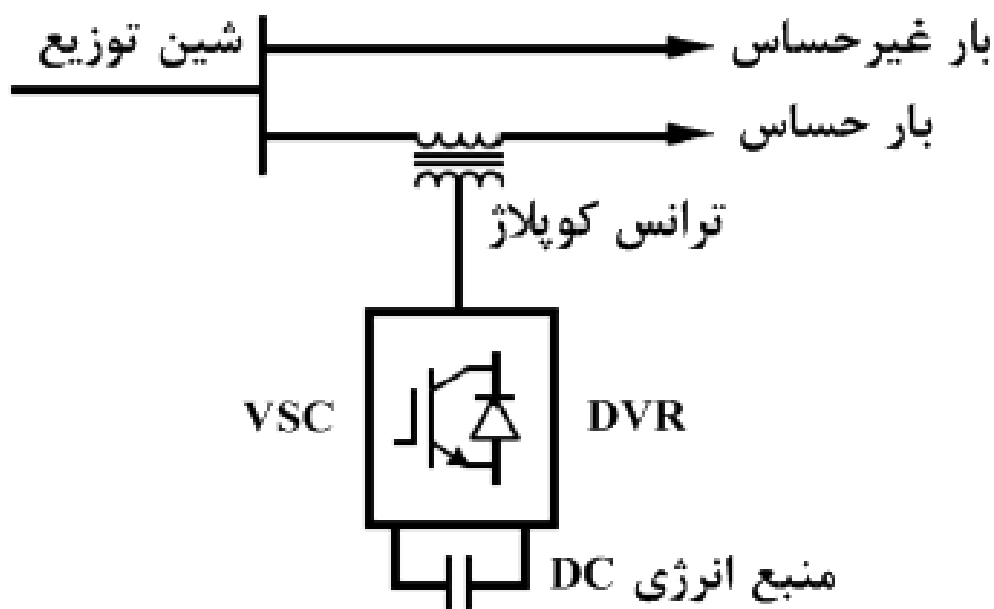 شین توزیع
بار غیرحساس
بار حساس
ترانس کوپلاژ
VSC
DVR
منبع انرژی DC